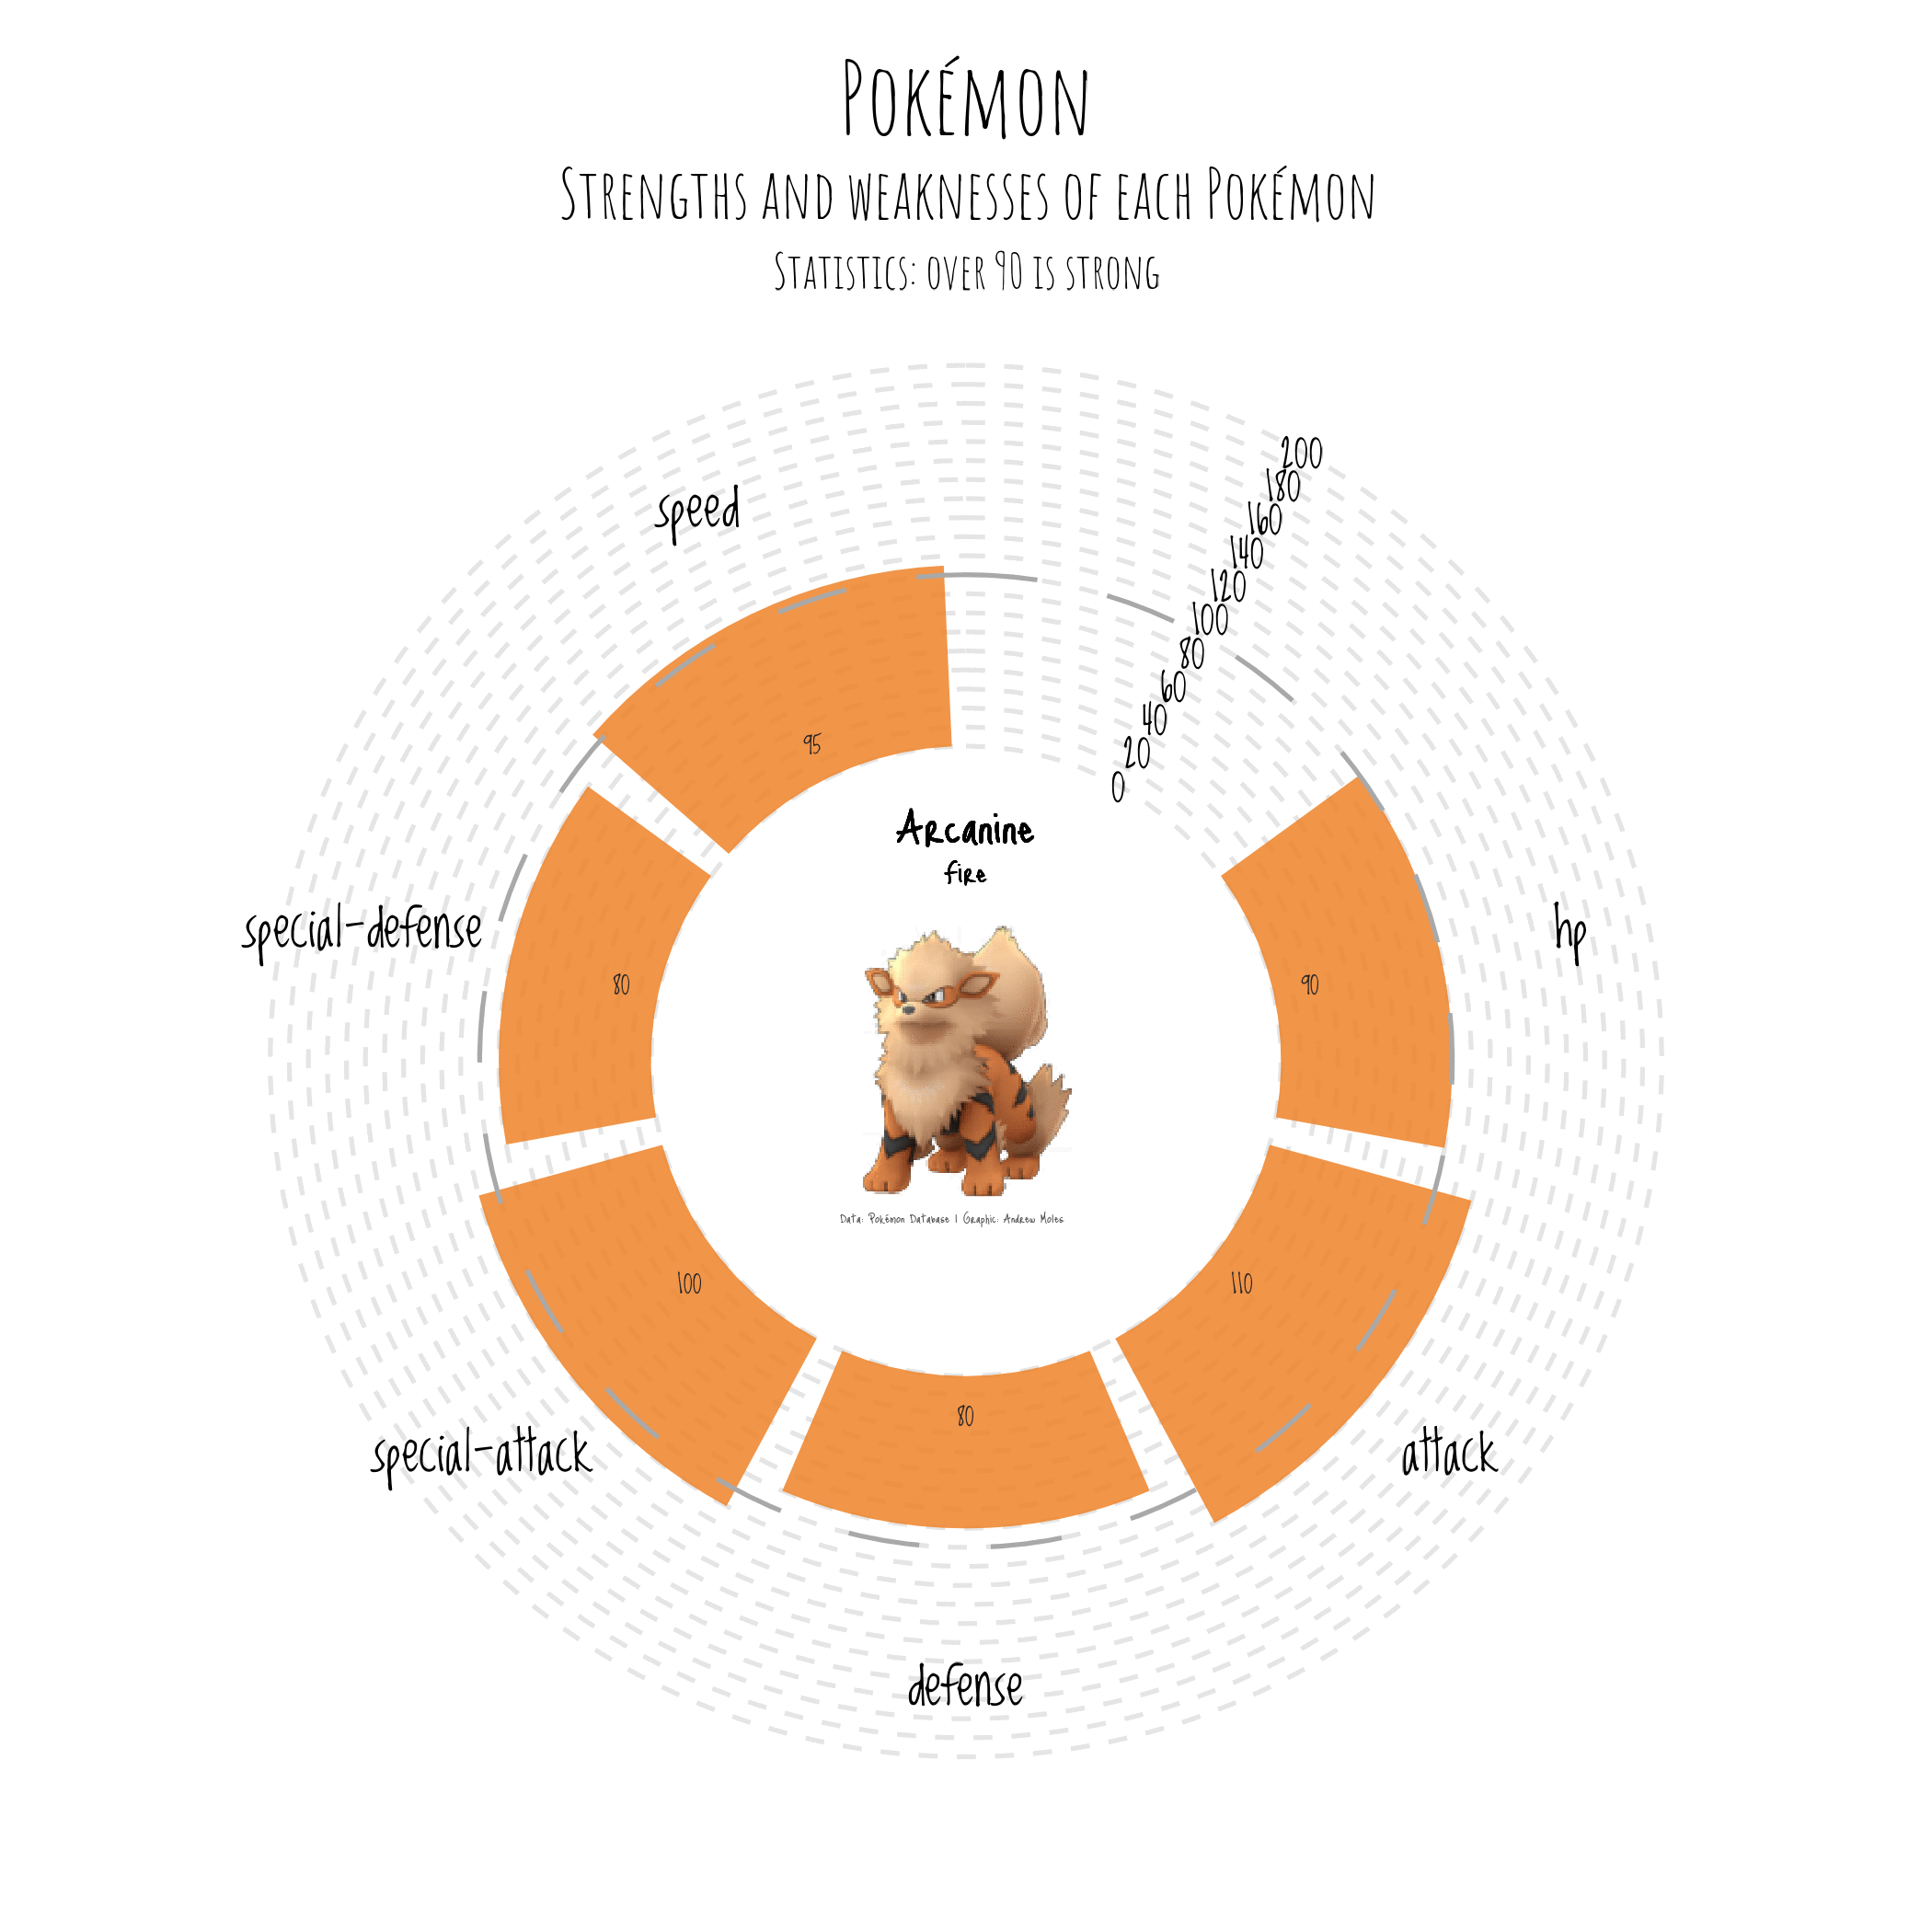 Pokémon
Strengths and weaknesses of each Pokémon
Statistics: over 90 is strong
200
180
160
140
120
100
80
60
40
20
0
speed
95
Arcanine
fire
special-defense
80
hp
90
Data: Pokémon Database | Graphic: Andrew Moles
100
110
special-attack
80
attack
defense